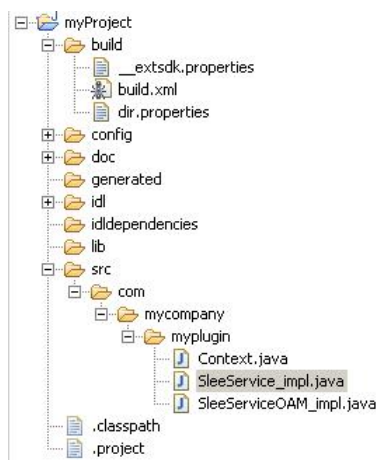 myProject
build
__extsdk.properties
build.xml
dir.properties
config
doc
generated
idl
idldependencies
lib
src
com
mycompany
myplugin
Context.java
SleeService_impl.java
SleeServiceOAM_impl.java
.classpath
.project